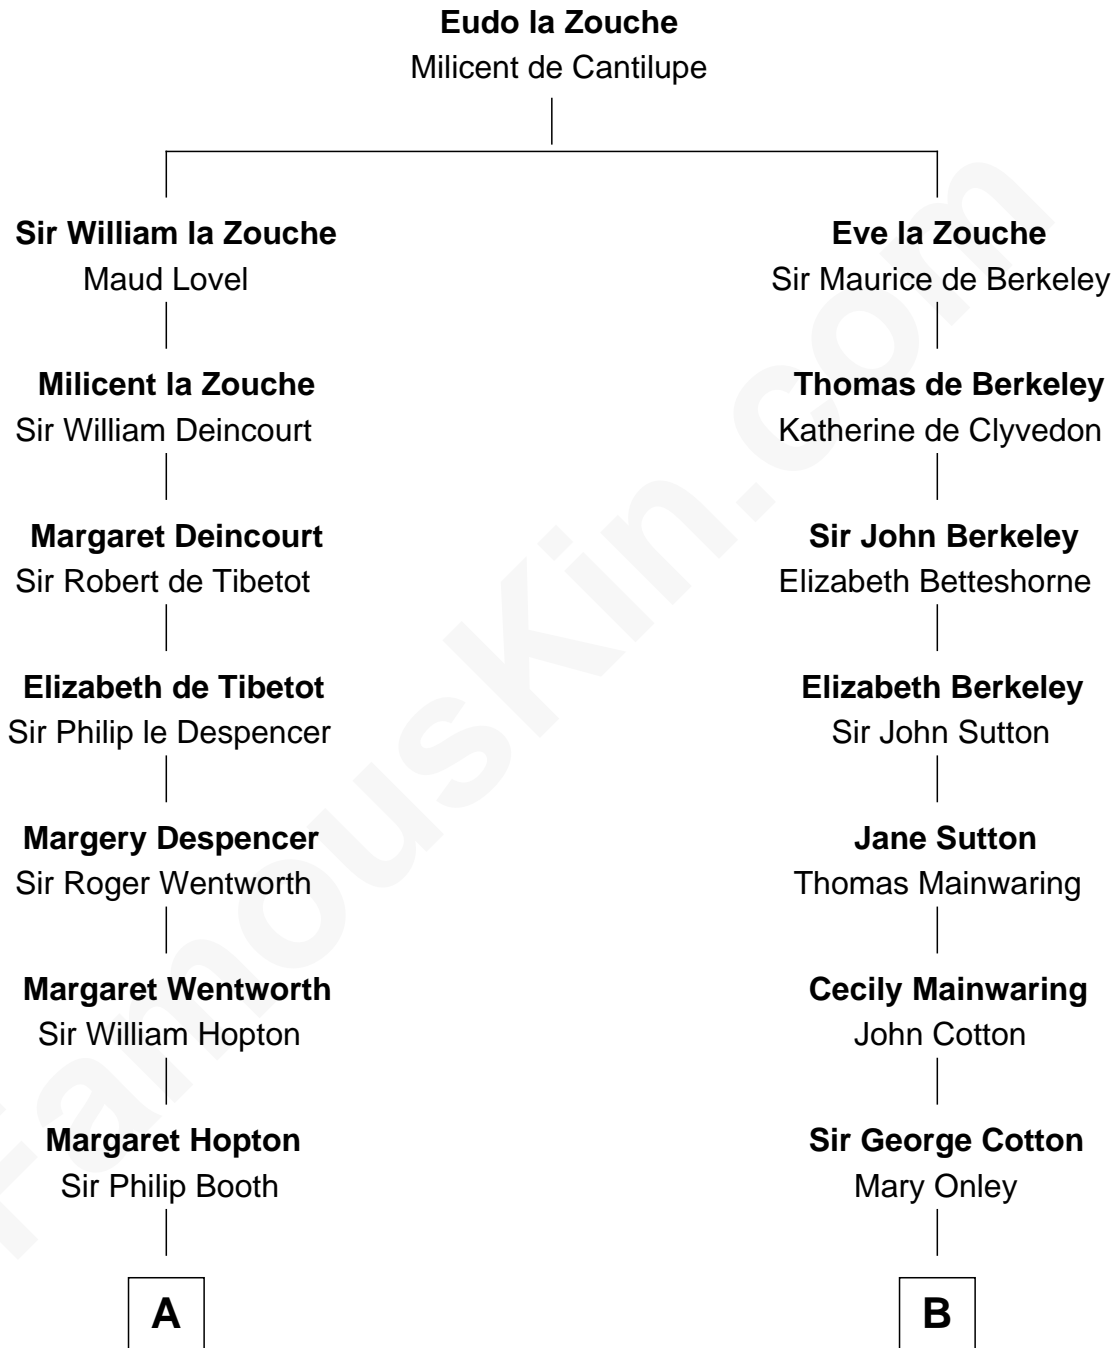 Eudo la Zouche
Milicent de Cantilupe
Sir William la Zouche
Maud Lovel
Milicent la Zouche
Sir William Deincourt
Margaret Deincourt
Sir Robert de Tibetot
Elizabeth de Tibetot
Sir Philip le Despencer
Margery Despencer
Sir Roger Wentworth
Margaret Wentworth
Sir William Hopton
Margaret Hopton
Sir Philip Booth
A
Eve la Zouche
Sir Maurice de Berkeley
Thomas de Berkeley
Katherine de Clyvedon
Sir John Berkeley
Elizabeth Betteshorne
Elizabeth Berkeley
Sir John Sutton
Jane Sutton
Thomas Mainwaring
Cecily Mainwaring
John Cotton
Sir George Cotton
Mary Onley
B
FamousKin.com